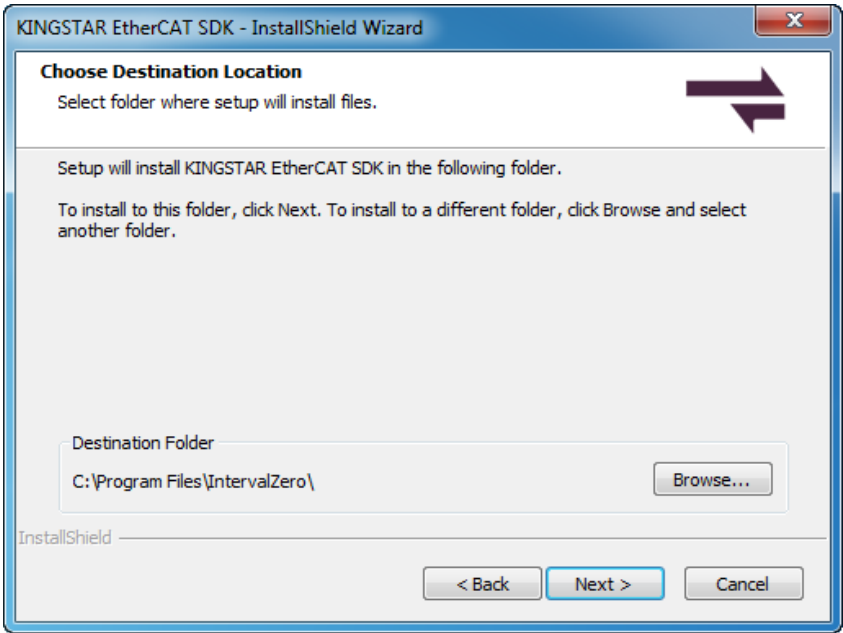 KINGSTAR EtherCAT SDK - InstallShield Wizard
Choose Destination Location
Select folder where setup will install files.
Setup will install KINGSTAR EtherCAT SDK in the following folder.
To install to this folder, click Next. To install to a different folder, click Browse and select
another folder.
Destination Folder
C:\Program Files\IntervalZero\
Browse...
InstallShield
< Back
Next >
Cancel